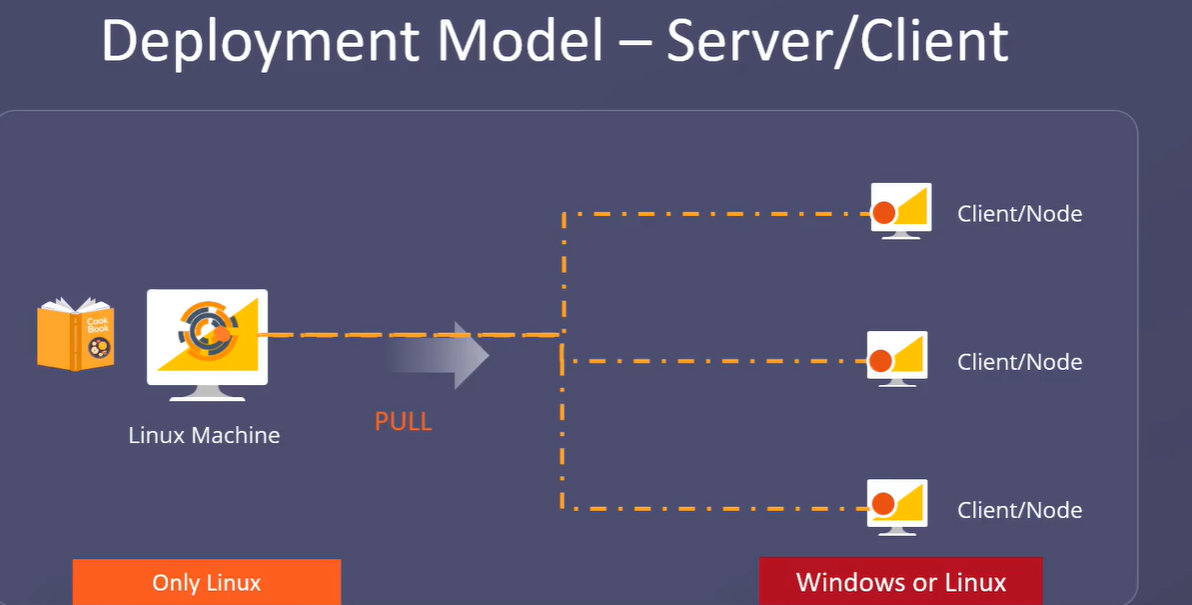 Deployment Model – Server/Client
Client/Node
Cook
Book
Client/Node
PULL
Linux Machine
Client/Node
Only Linux
Windows or Linux